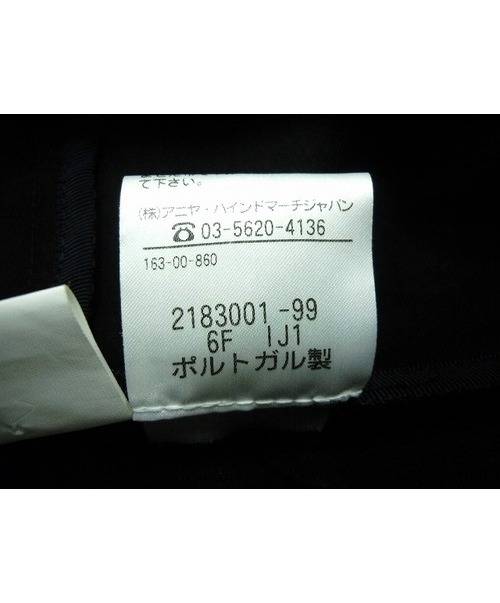 て下さい。
(株)アニヤ・ハインドマーチジャパン
☎ 03-5620-4136
163-00-860
2183001 -99
6F IJ1
ポルトガル製